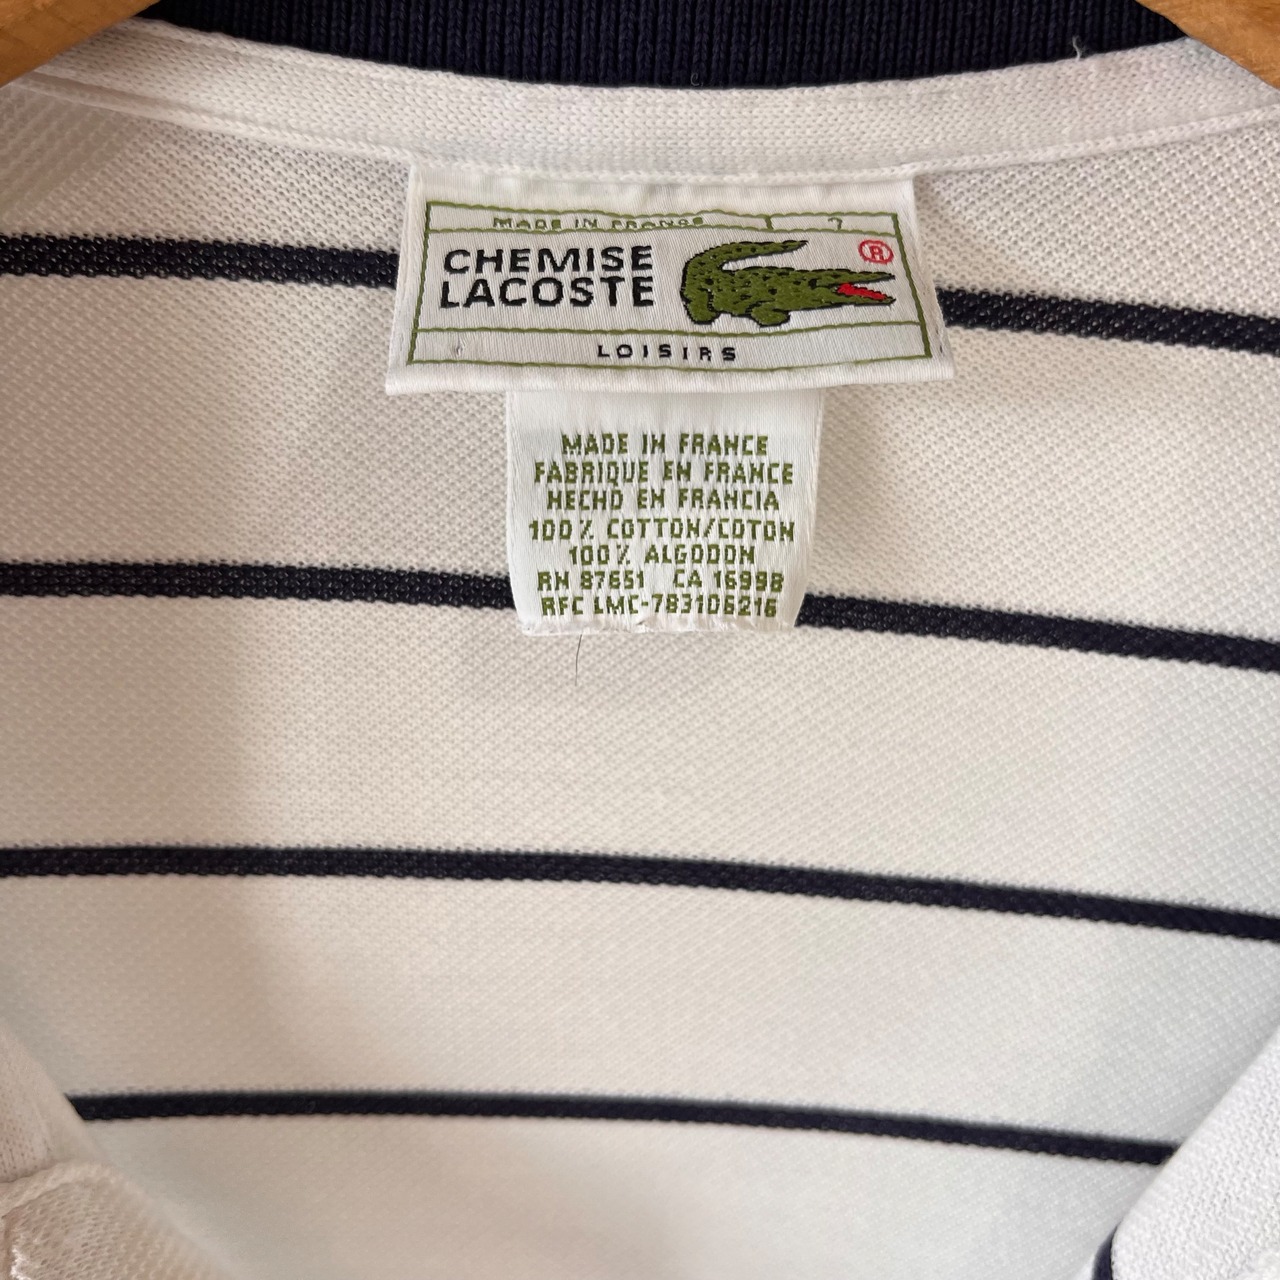 MADE IN FRANCE 7
CHEMISE
LACOSTE
®
LOISIRS
MADE IN FRANCE
FABRIQUE EN FRANCE
HECHO EN FRANCIA
100% COTTON/COTON
100% ALGODON
RN 87651 CA 16998
RFC LMC-783106216